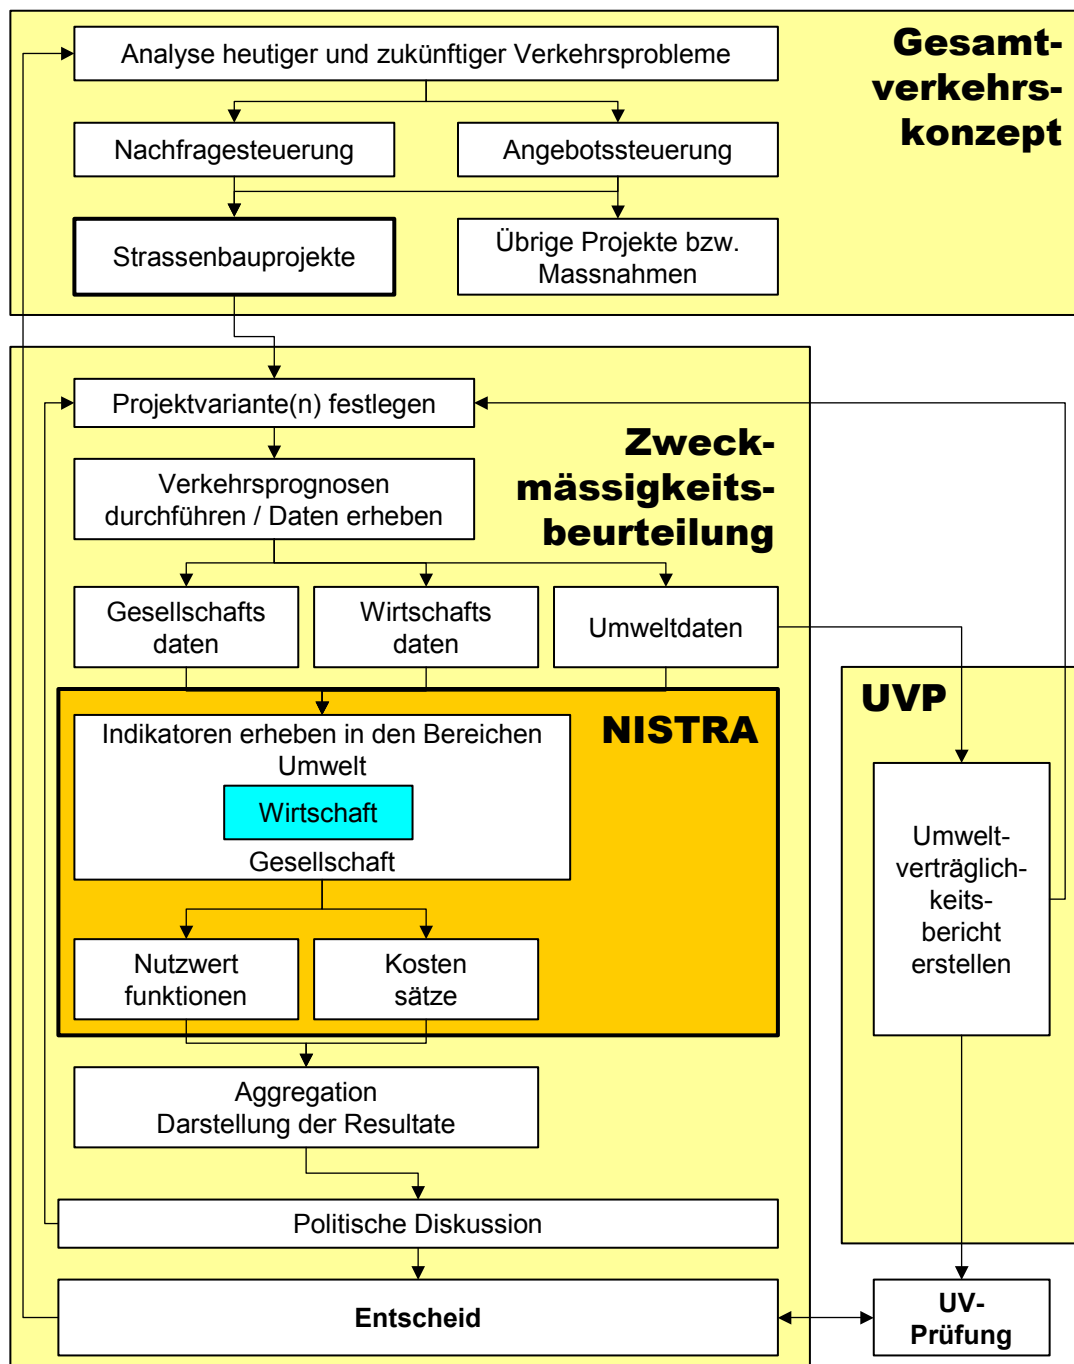 Gesamt-
verkehrs-
konzept
Analyse heutiger und zukünftiger Verkehrsprobleme
Nachfragesteuerung
Angebotssteuerung
Strassenbauprojekte
Übrige Projekte bzw.
Massnahmen
Zweck-
mässigkeits-
beurteilung
Projektvariante(n) festlegen
Verkehrsprognosen
durchführen / Daten erheben
Gesellschafts
daten
Wirtschafts
daten
Umweltdaten
NISTRA
Indikatoren erheben in den Bereichen
Umwelt
Wirtschaft
Gesellschaft
Nutzwert
funktionen
Kosten
sätze
Aggregation
Darstellung der Resultate
Politische Diskussion
Entscheid
UVP
Umwelt-
verträglich-
keits-
bericht
erstellen
UV-
Prüfung